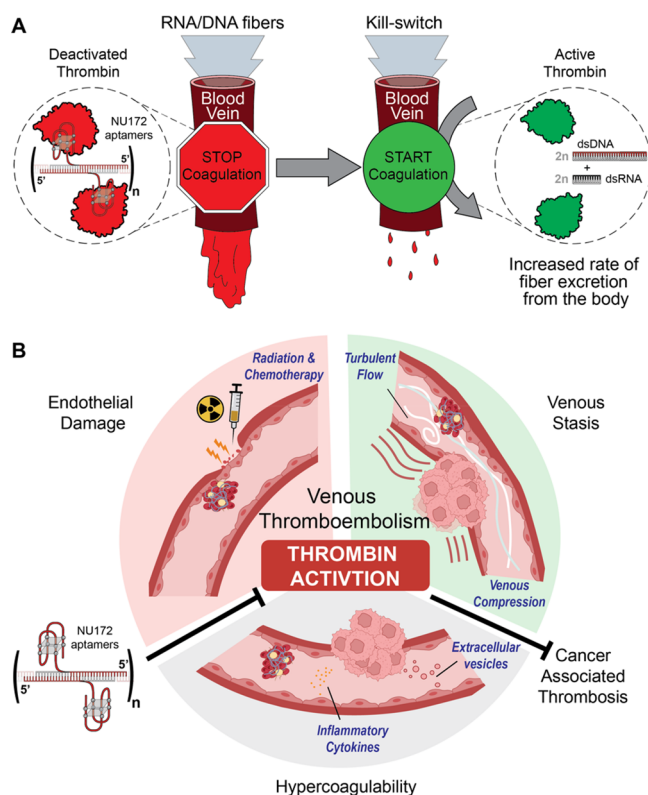 A
RNA/DNA fibers
Kill-switch
Deactivated
Thrombin
Active
Thrombin
NU172
aptamers
5'
5'
n
Blood
Vein
STOP
Coagulation
Blood
Vein
START
Coagulation
dsDNA
2n
+
2n
dsRNA
Increased rate of
fiber excretion
from the body
B
Radiation &
Chemotherapy
Turbulent
Flow
Endothelial
Damage
Venous
Stasis
Venous
Thromboembolism
THROMBIN
ACTIVTION
Venous
Compression
NU172
aptamers
5'
5'
n
Extracellular
vesicles
Inflammatory
Cytokines
Cancer
Associated
Thrombosis
Hypercoagulability